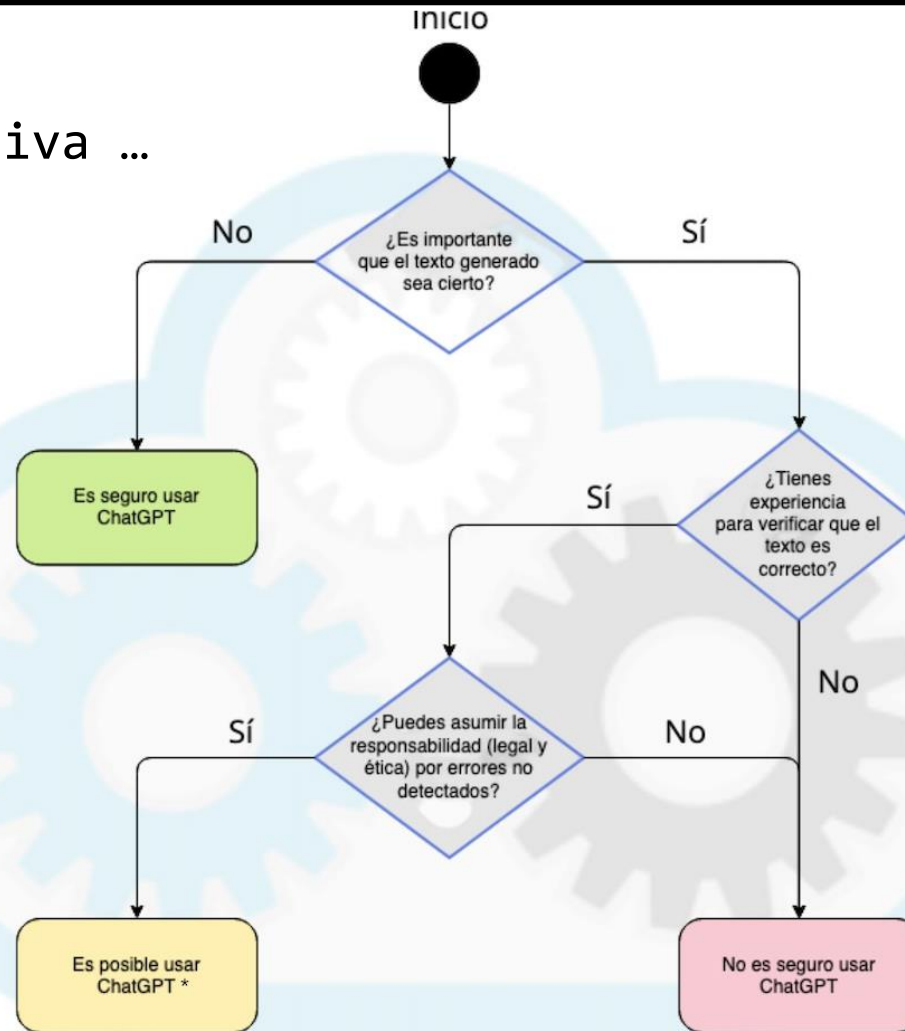 Inicio
iva …
No
Sí
¿Es importante
que el texto generado
sea cierto?
Es seguro usar
ChatGPT
Sí
¿Tienes
experiencia
para verificar que el
texto es
correcto?
No
Sí
¿Puedes asumir la
responsabilidad (legal y
ética) por errores no
detectados?
No
Es posible usar
ChatGPT *
No es seguro usar
ChatGPT